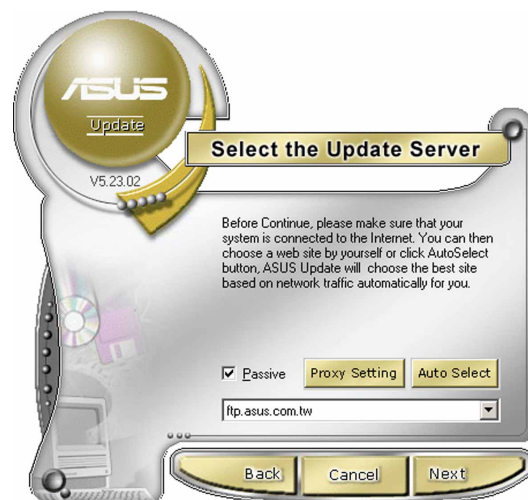 ASUS
Update
V5.23.02
Select the Update Server
Before Continue, please make sure that your
system is connected to the Internet. You can then
choose a web site by yourself or click AutoSelect
button, ASUS Update will choose the best site
based on network traffic automatically for you.
Passive
Proxy Setting
Auto Select
ftp.asus.com.tw
Back
Cancel
Next